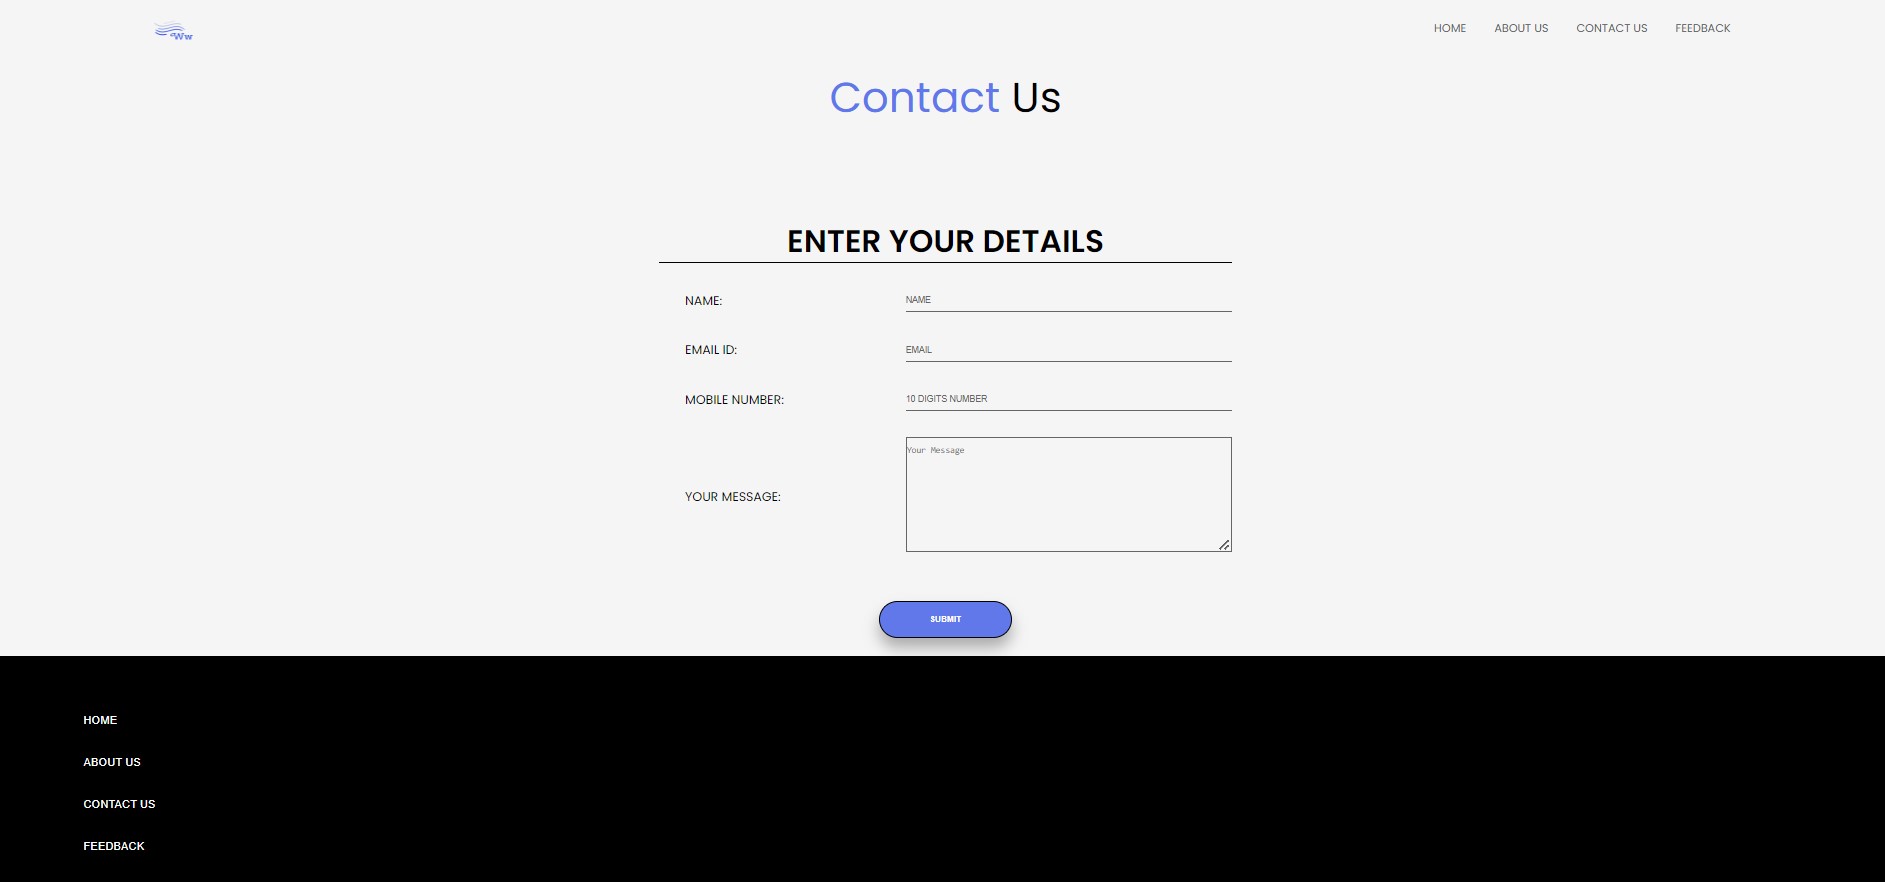 HOME ABOUT US CONTACT US FEEDBACK
Contact Us
ENTER YOUR DETAILS
NAME: NAME
EMAIL ID: EMAIL
MOBILE NUMBER: 10 DIGITS NUMBER
Your Message
YOUR MESSAGE:
SUBMIT
HOME
ABOUT US
CONTACT US
FEEDBACK